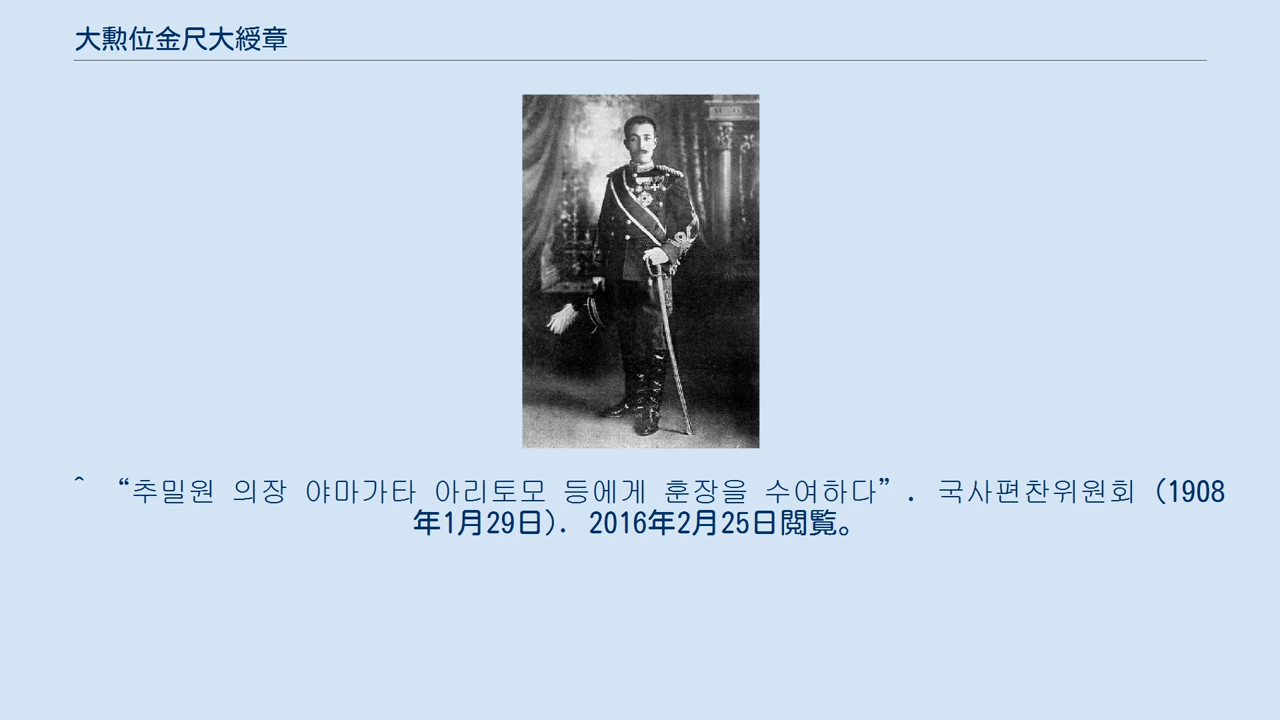 大勲位金尺大綬章
^ “추밀원 의장 야마가타 아리토모 등에게 훈장을 수여하다”. 국사편찬위원회 (1908
年1月29日). 2016年2月25日閲覧。